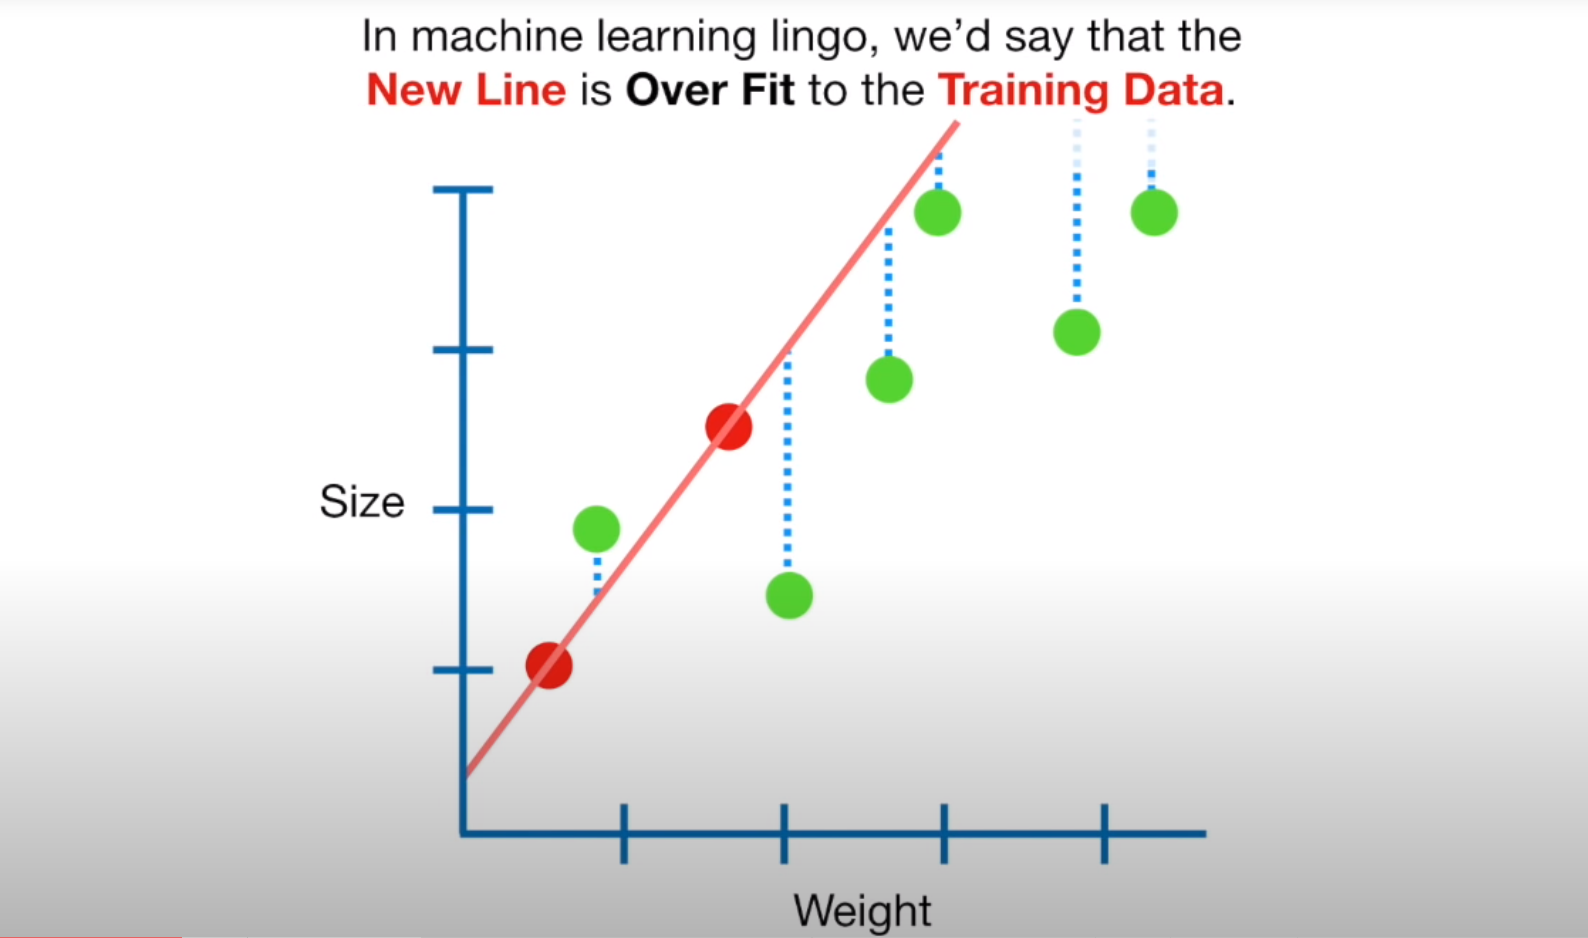 In machine learning lingo, we’d say that the
New Line is Over Fit to the Training Data.
Size
Weight